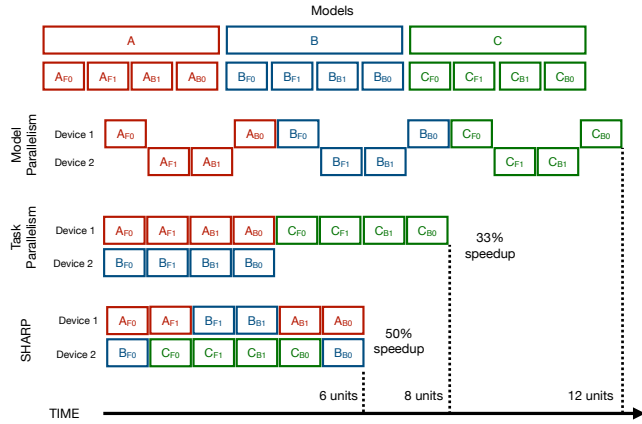 Models
A B C
AF0 AF1 AB1 AB0 BF0 BF1 BB1 BB0 CF0 CF1 CB1 CB0
Model
Parallelism
Device 1 AF0 AB0 BF0 BB0 CF0 CB0
Device 2 AF1 AB1 BF1 BB1 CF1 CB1
Task
Parallelism
Device 1 AF0 AF1 AB1 AB0 CF0 CF1 CB1 CB0
Device 2 BF0 BF1 BB1 BB0
33%
speedup
SHARP
Device 1 AF0 AF1 BF1 BB1 AB1 AB0
Device 2 BF0 CF0 CF1 CB1 CB0 BB0
50%
speedup
6 units 8 units 12 units
TIME